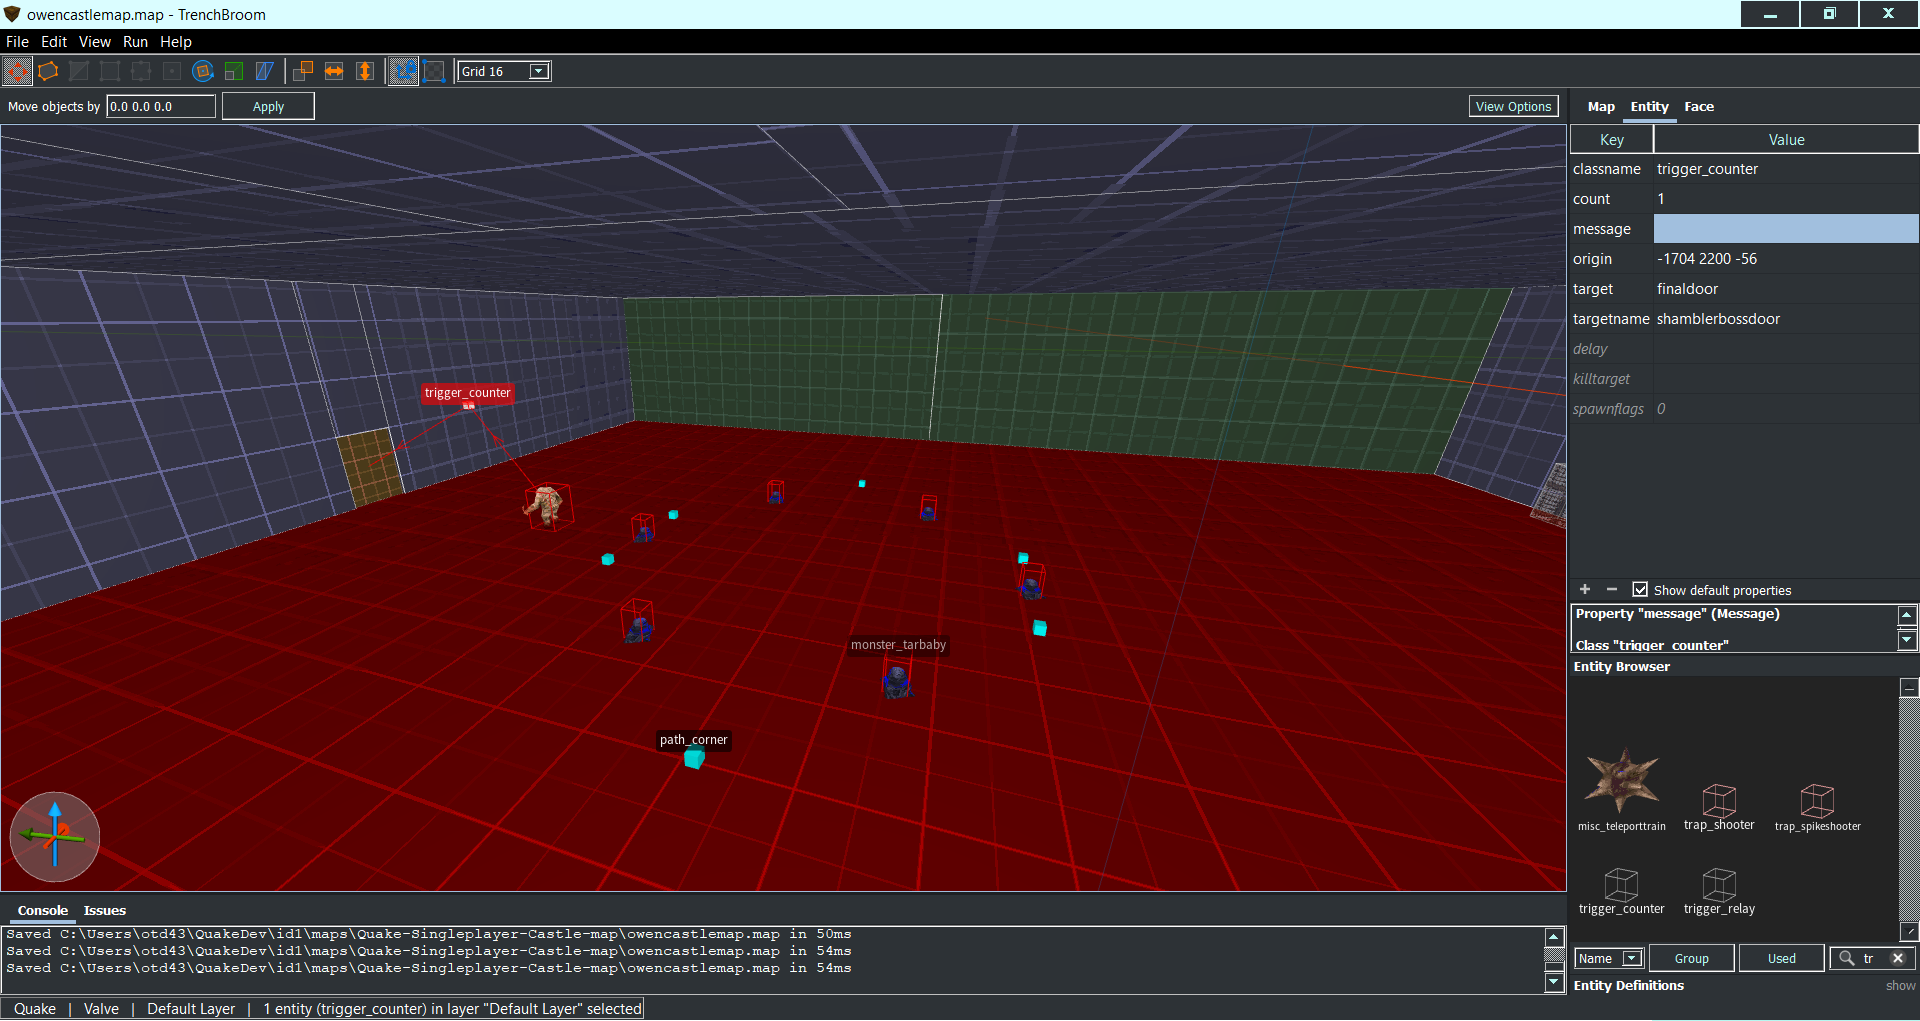 owencastlemap.map - TrenchBroom
File Edit View Run Help
Grid 16
Move objects by 0.0 0.0 0.0 Apply View Options
Map Entity Face
Key Value
classname trigger_counter
count 1
message
origin -1704 2200 -56
target finaldoor
targetname shamblerbossdoor
delay
killtarget
spawnflags 0
trigger_counter
monster_tarbaby
path_corner
+ − Show default properties
Property "message" (Message)
Class "trigger_counter"
Entity Browser
misc_teleporttrain trap_shooter trap_spikeshooter
trigger_counter trigger_relay
Name Group Used tr
Entity Definitions show
Console Issues
Saved C:\Users\otd43\QuakeDev\id1\maps\Quake-Singleplayer-Castle-map\owencastlemap.map in 50ms
Saved C:\Users\otd43\QuakeDev\id1\maps\Quake-Singleplayer-Castle-map\owencastlemap.map in 54ms
Saved C:\Users\otd43\QuakeDev\id1\maps\Quake-Singleplayer-Castle-map\owencastlemap.map in 54ms
Quake | Valve | Default Layer | 1 entity (trigger_counter) in layer "Default Layer" selected